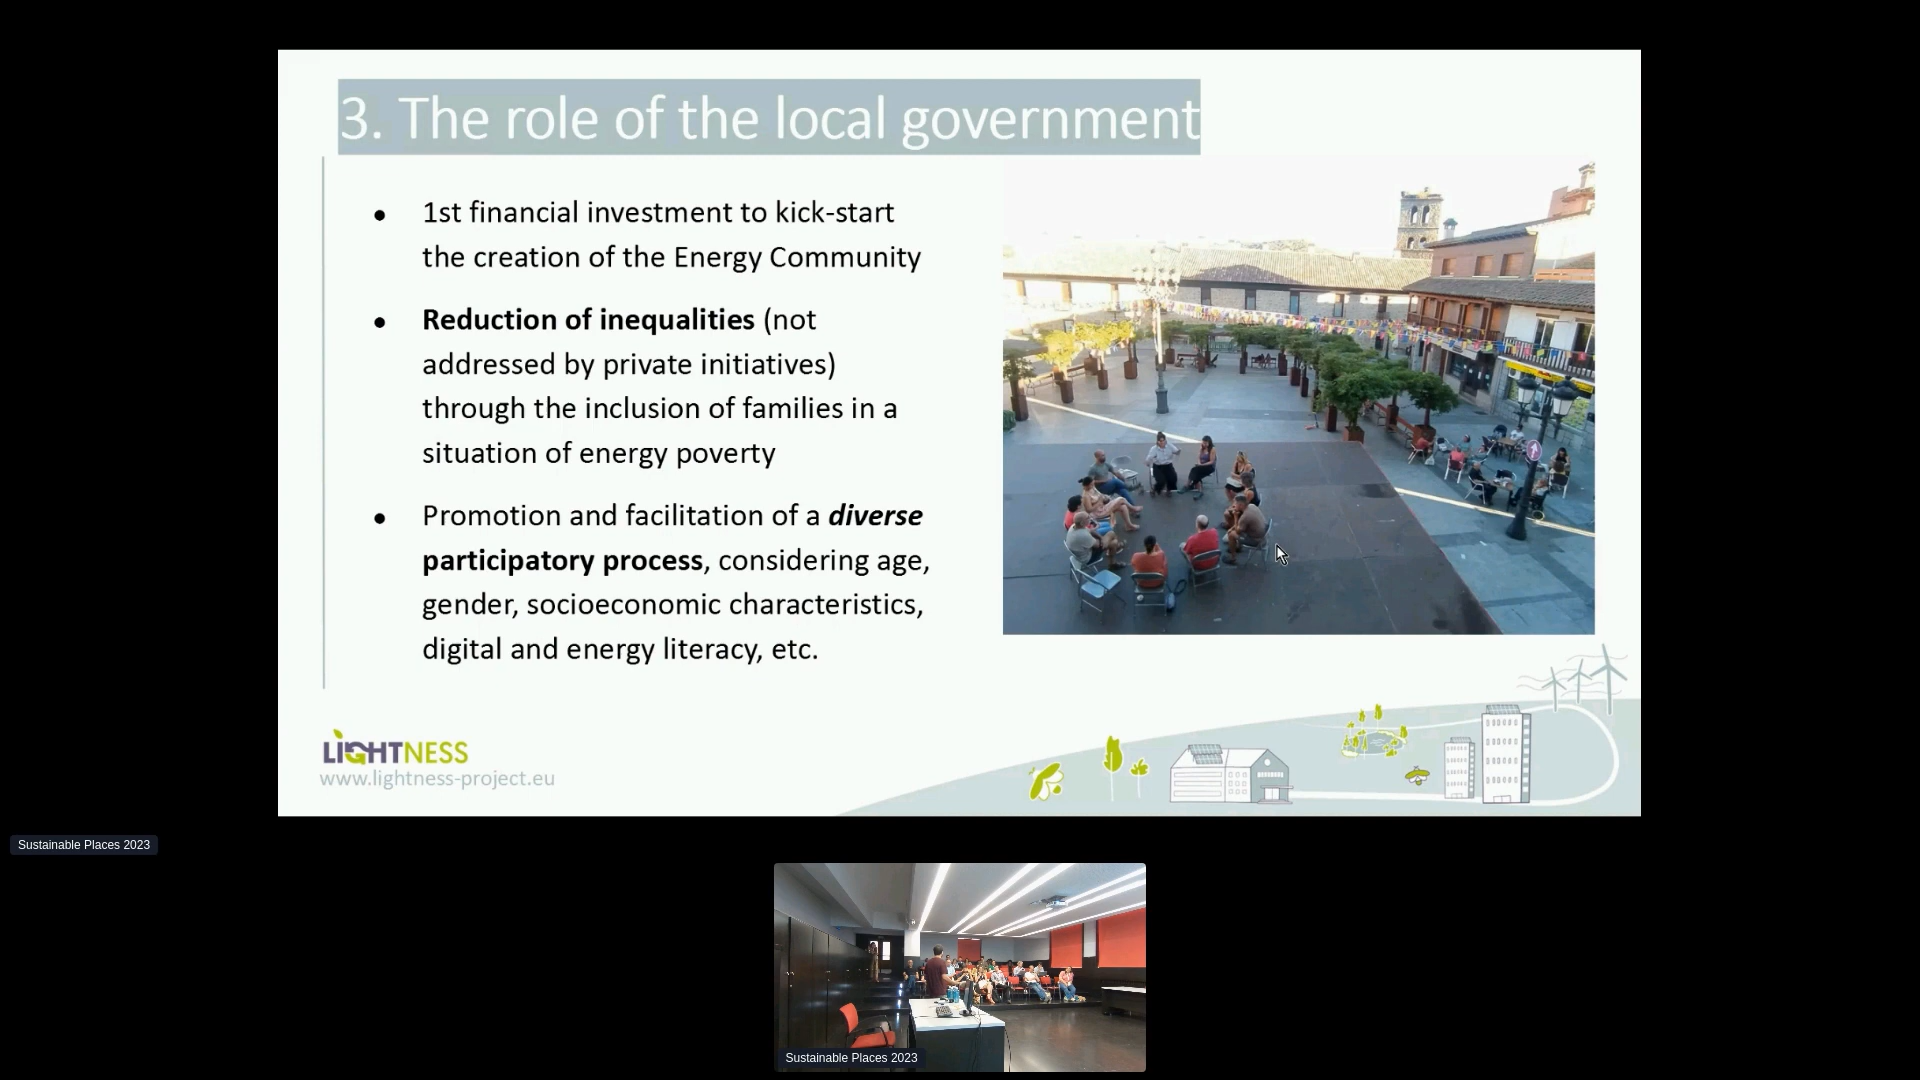 3. The role of the local government
● 1st financial investment to kick-start
the creation of the Energy Community
● Reduction of inequalities (not
addressed by private initiatives)
through the inclusion of families in a
situation of energy poverty
● Promotion and facilitation of a diverse
participatory process, considering age,
gender, socioeconomic characteristics,
digital and energy literacy, etc.
LIGHTNESS
www.lightness-project.eu
Sustainable Places 2023
Sustainable Places 2023